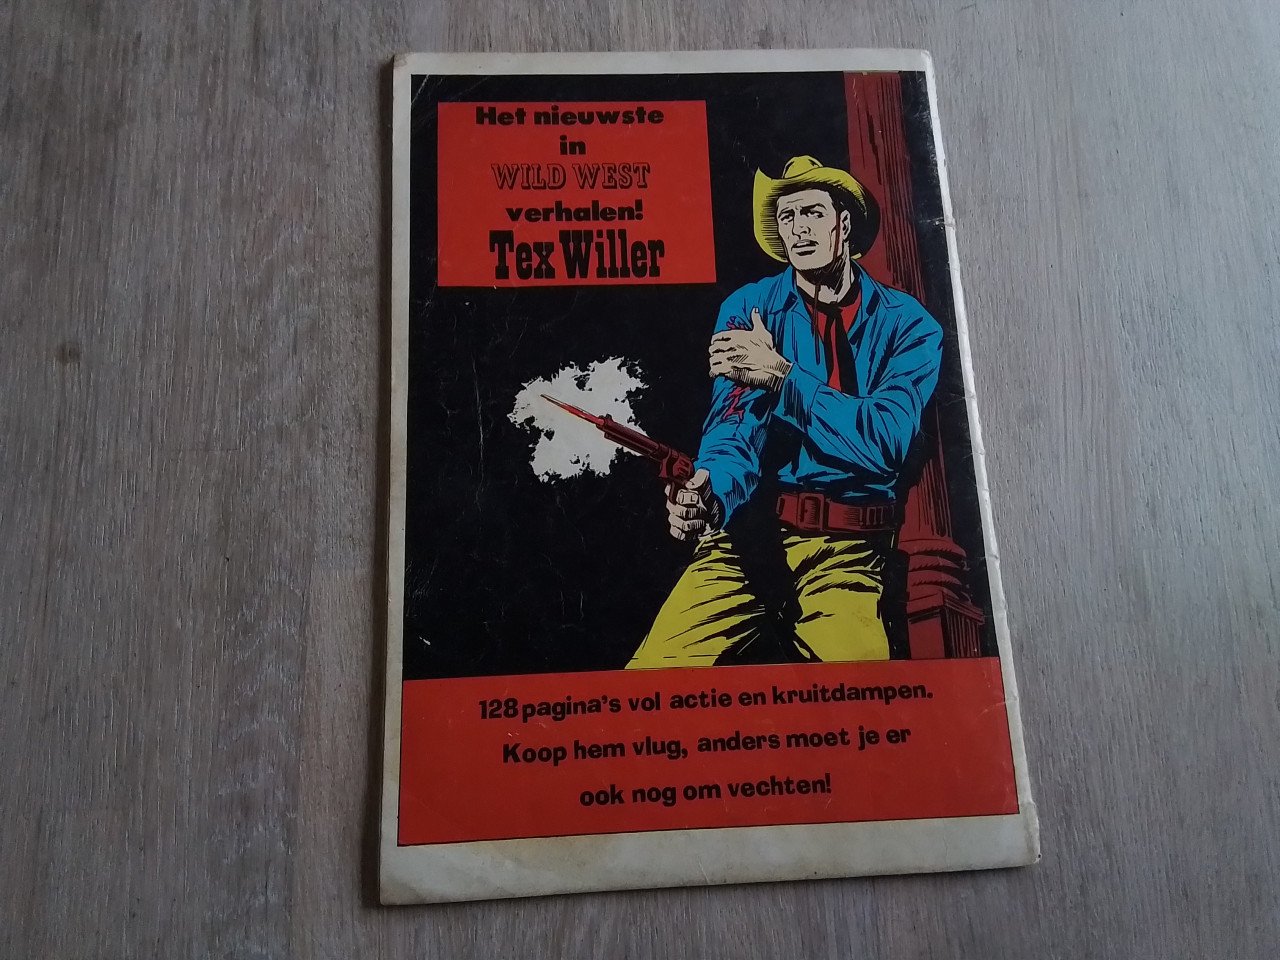 Het nieuwste
in
WILD WEST
verhalen!
Tex Willer
128 pagina's vol actie en kruitdampen.
Koop hem vlug, anders moet je er
ook nog om vechten!